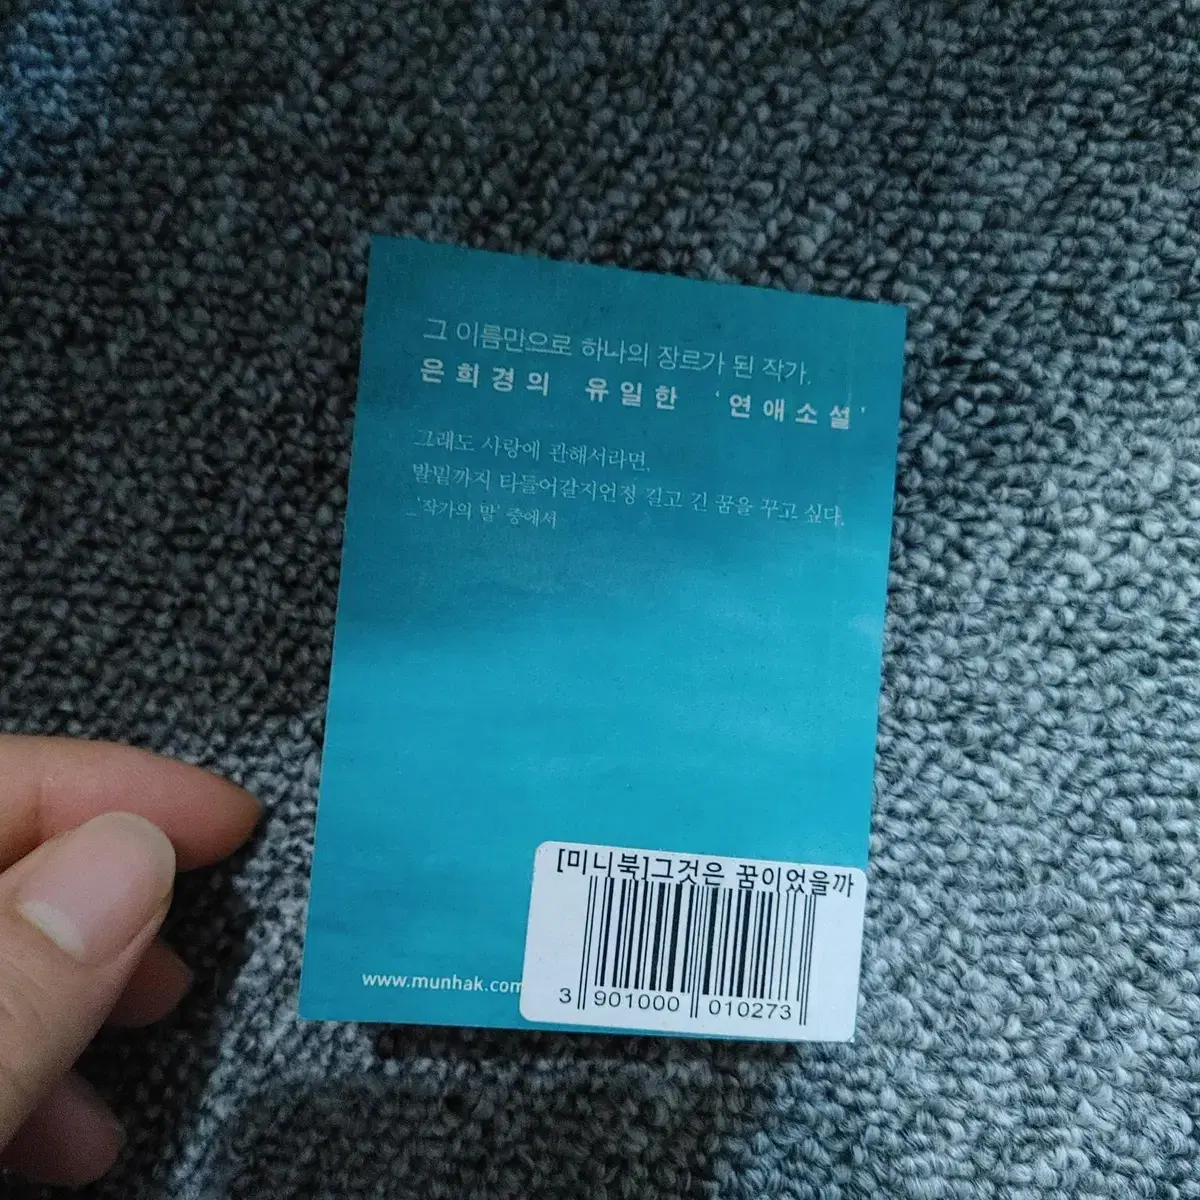 그 이름만으로 하나의 장르가 된 작가.
은희경의 유일한 '연애소설'
그래도 사랑에 관해서라면,
발밑까지 타들어갈지언정 길고 긴 꿈을 꾸고 싶다.
_'작가의 말' 중에서
[미니북]그것은 꿈이었을까
3 901000 010273
www.munhak.com